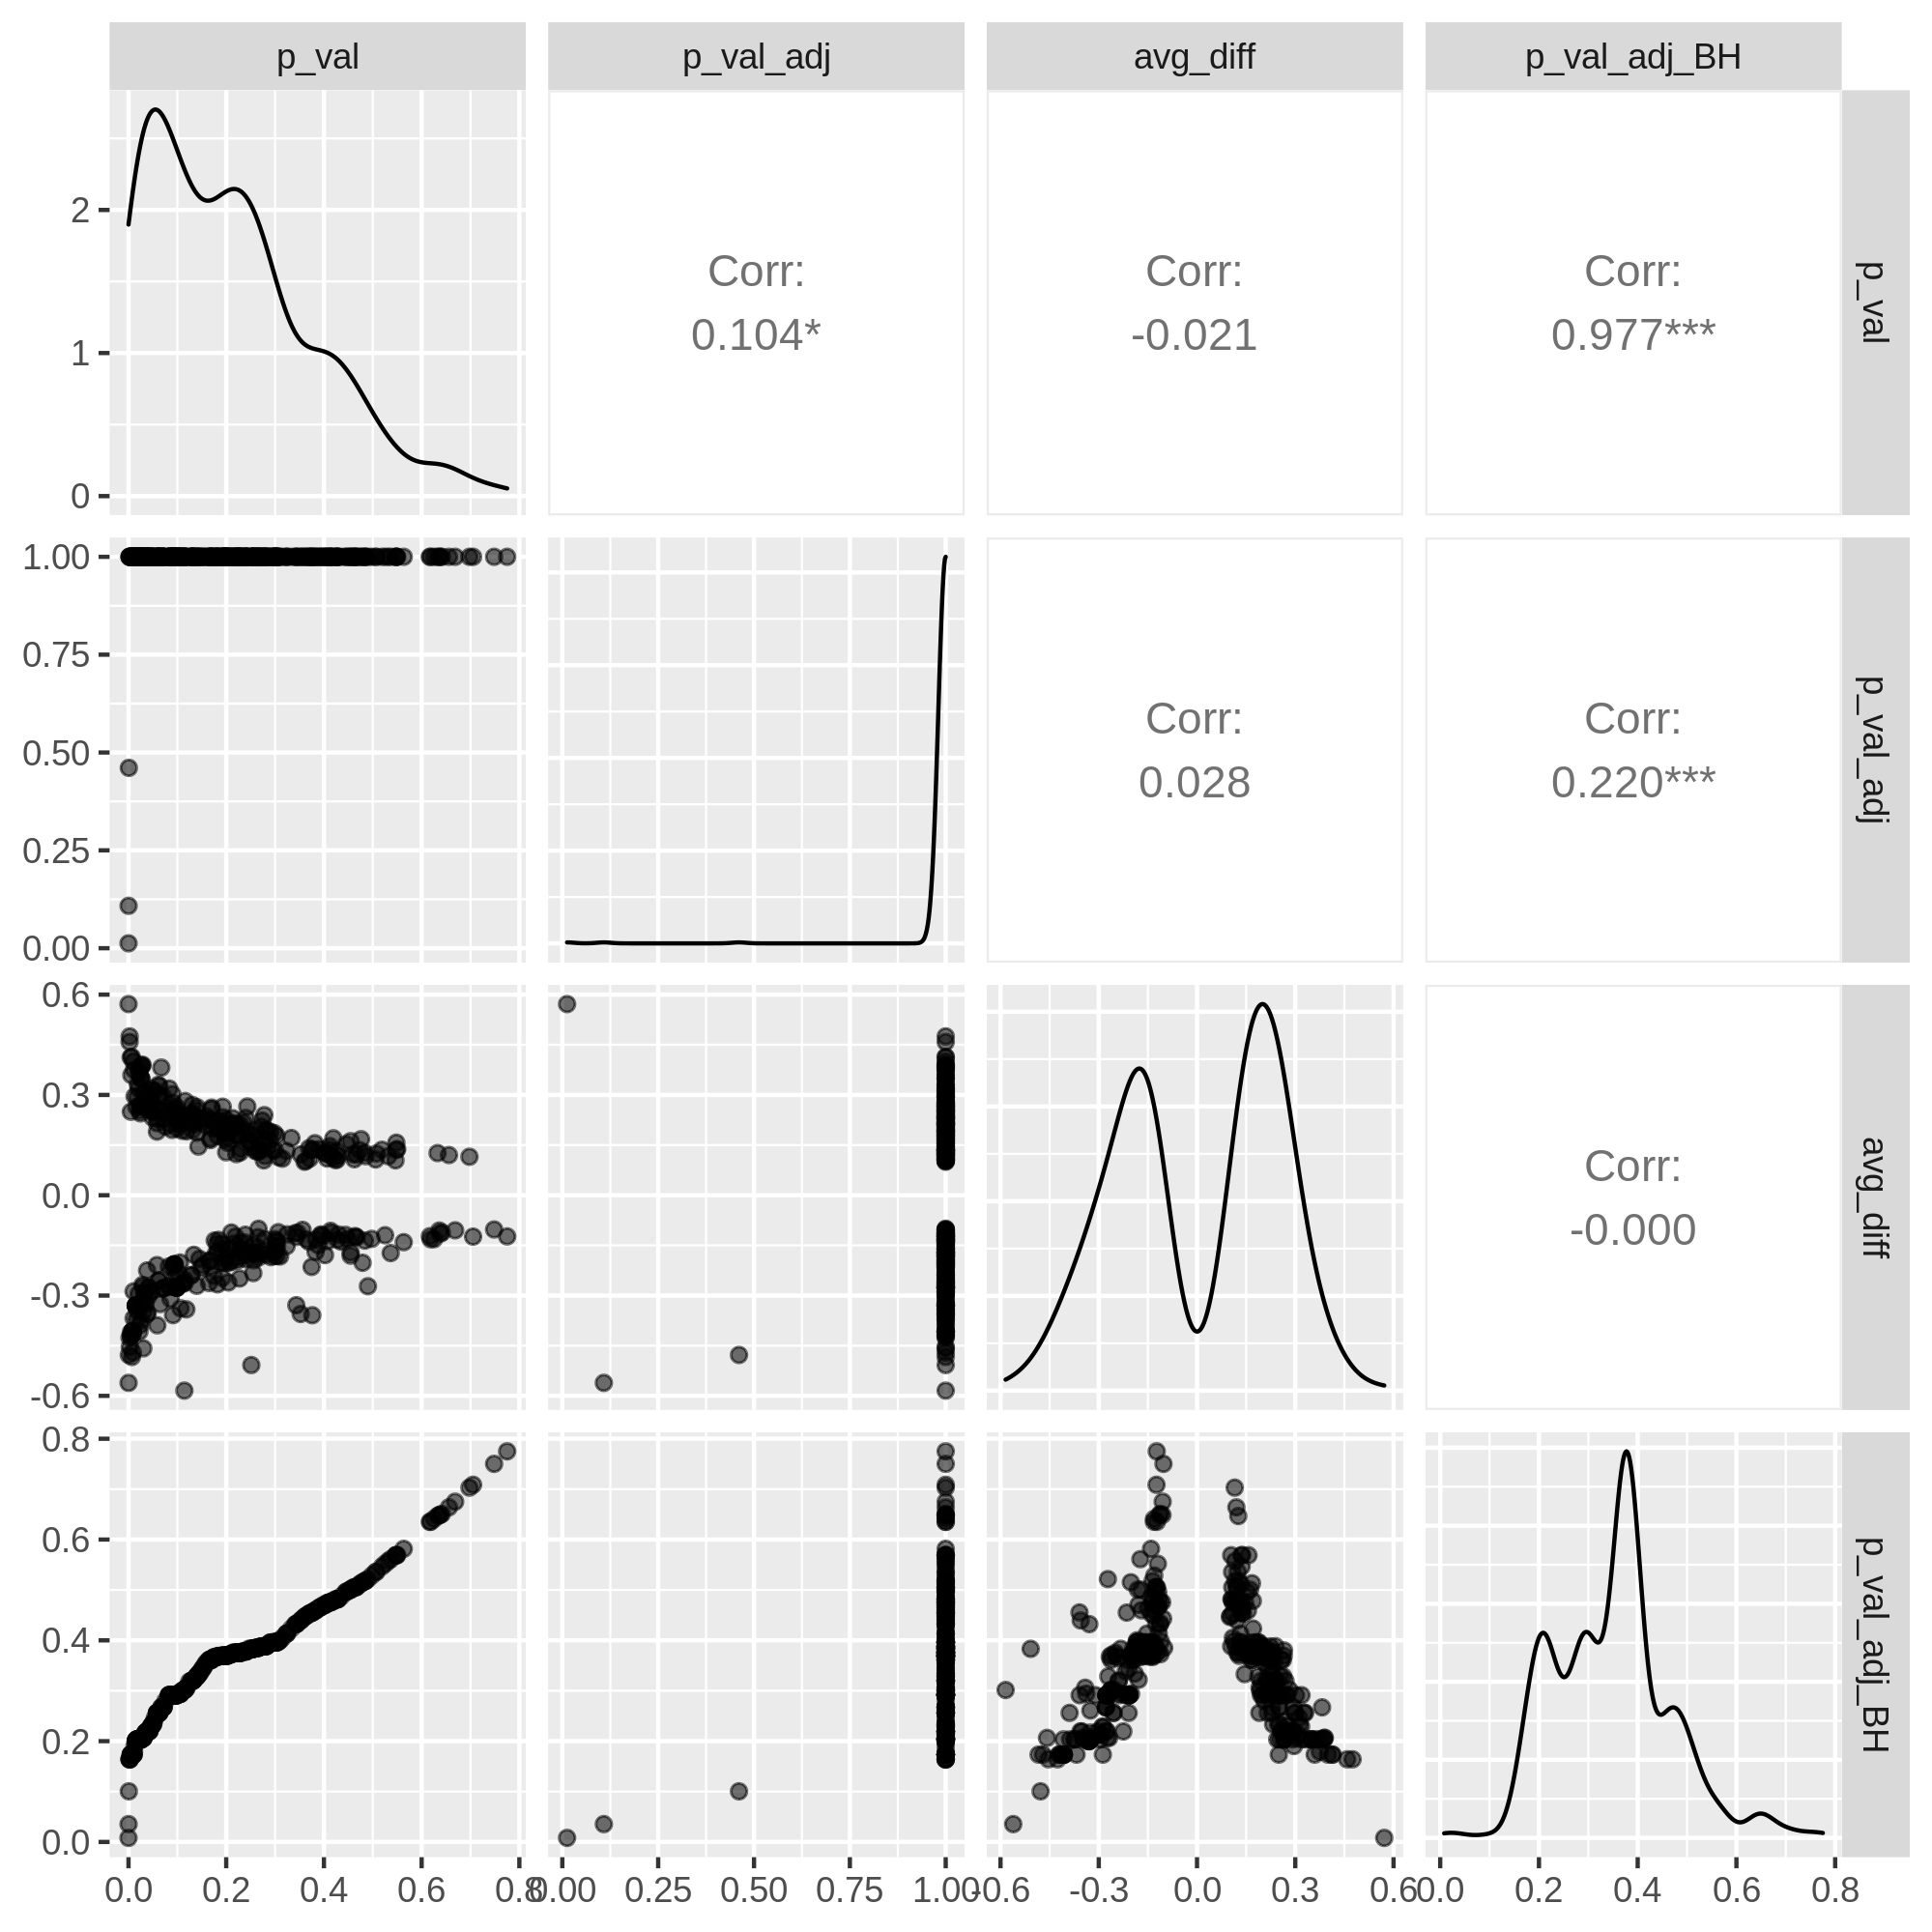 p_val
p_val_adj
avg_diff
p_val_adj_BH
2
1
0
Corr:
0.104*
Corr:
-0.021
Corr:
0.977***
p_val
1.00
0.75
0.50
0.25
0.00
Corr:
0.028
Corr:
0.220***
p_val_adj
0.6
0.3
0.0
-0.3
-0.6
Corr:
-0.000
avg_diff
0.8
0.6
0.4
0.2
0.0
p_val_adj_BH
0.0 0.2 0.4 0.6 0.8
0.00 0.25 0.50 0.75 1.00
-0.6 -0.3 0.0 0.3 0.6
0.0 0.2 0.4 0.6 0.8